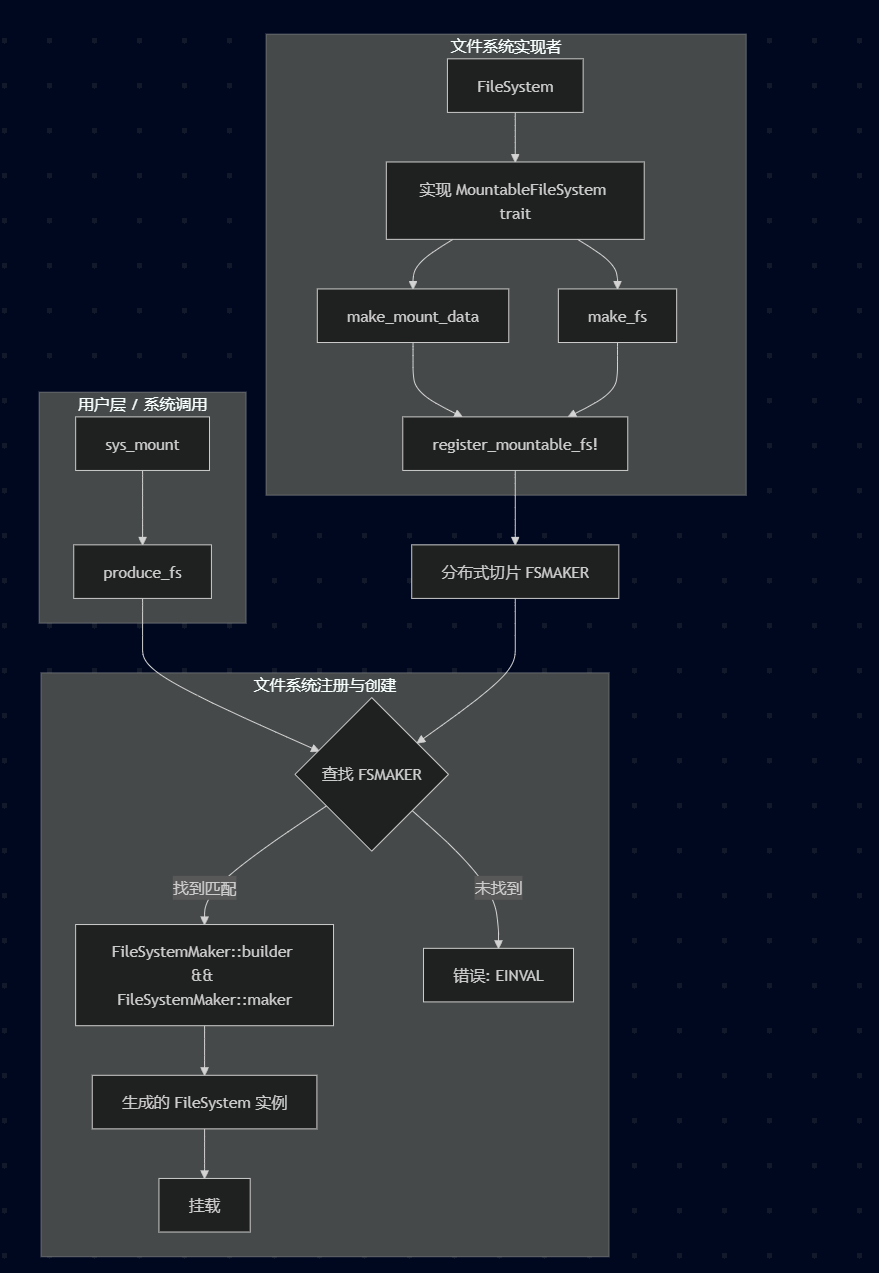 文件系统实现者
FileSystem
实现 MountableFileSystem
trait
make_mount_data
make_fs
register_mountable_fs!
用户层 / 系统调用
sys_mount
produce_fs
分布式切片 FSMAKER
文件系统注册与创建
查找 FSMAKER
找到匹配
未找到
FileSystemMaker::builder
&&
FileSystemMaker::maker
错误: EINVAL
生成的 FileSystem 实例
挂载